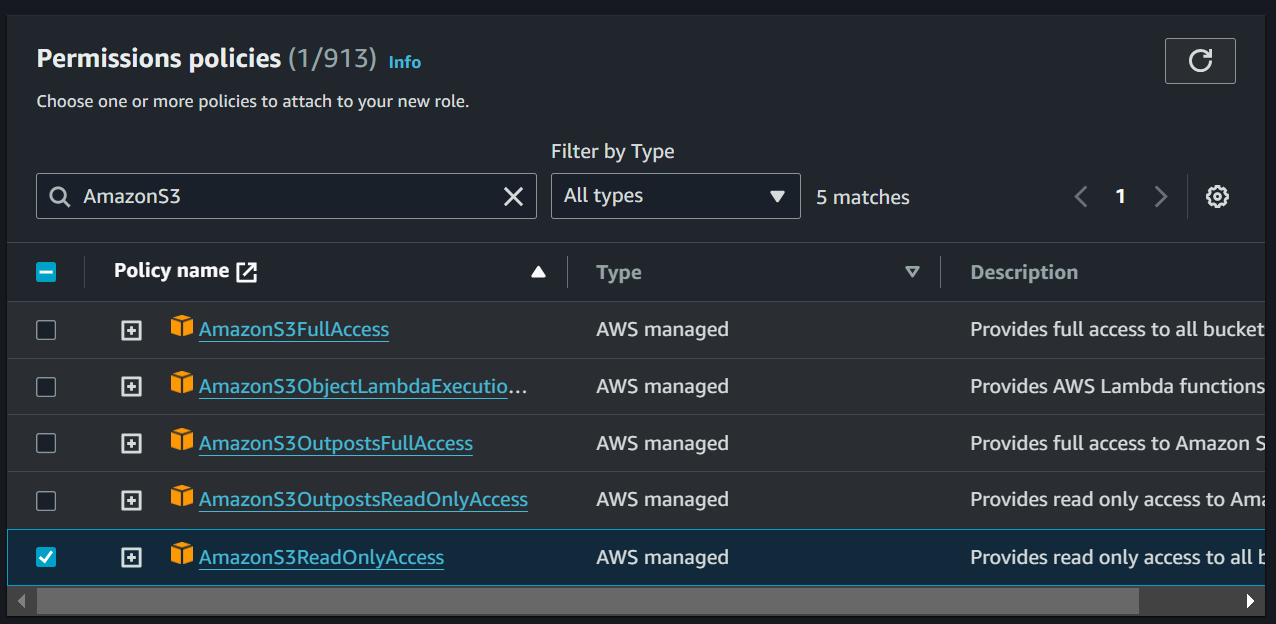 Permissions policies (1/913) Info
Choose one or more policies to attach to your new role.
Filter by Type
AmazonS3 All types 5 matches 1
Policy name Type Description
AmazonS3FullAccess AWS managed Provides full access to all bucket
AmazonS3ObjectLambdaExecutio... AWS managed Provides AWS Lambda functions
AmazonS3OutpostsFullAccess AWS managed Provides full access to Amazon S
AmazonS3OutpostsReadOnlyAccess AWS managed Provides read only access to Ama
AmazonS3ReadOnlyAccess AWS managed Provides read only access to all b